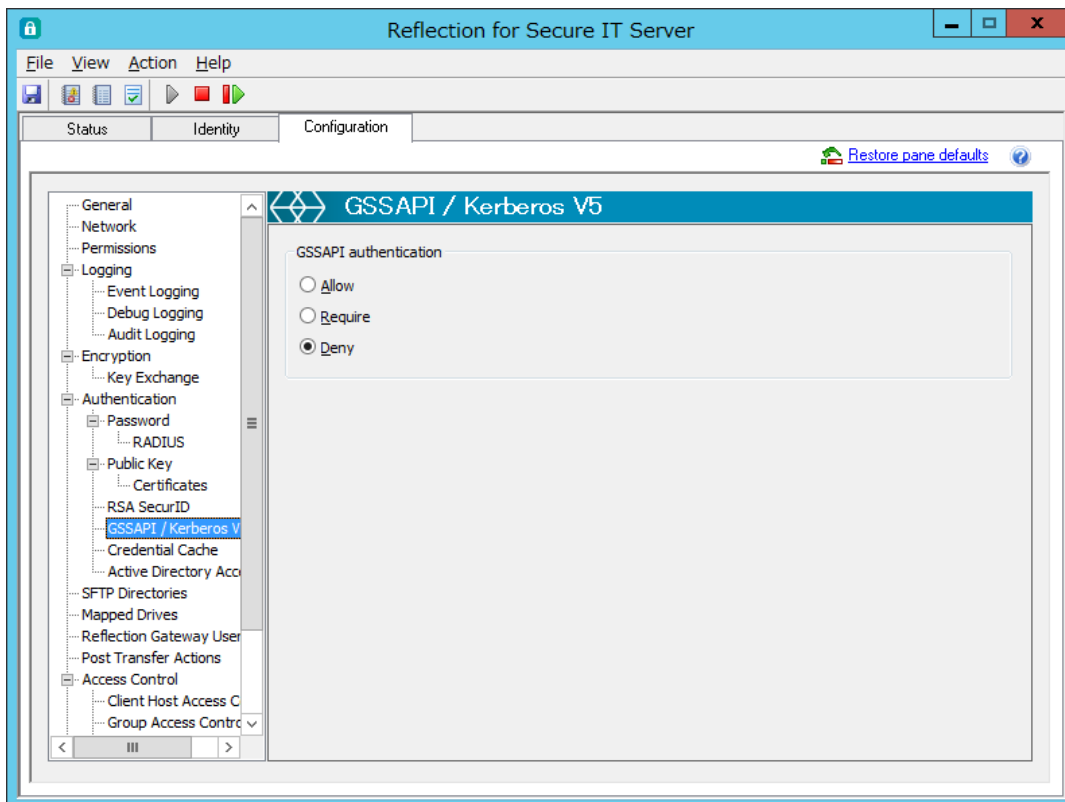 Reflection for Secure IT Server
File View Action Help
Status Identity Configuration
Restore pane defaults
General
Network
Permissions
Logging
Event Logging
Debug Logging
Audit Logging
Encryption
Key Exchange
Authentication
Password
RADIUS
Public Key
Certificates
RSA SecurID
GSSAPI / Kerberos V
Credential Cache
Active Directory Acc
SFTP Directories
Mapped Drives
Reflection Gateway User
Post Transfer Actions
Access Control
Client Host Access C
Group Access Contro
GSSAPI / Kerberos V5
GSSAPI authentication
Allow
Require
Deny